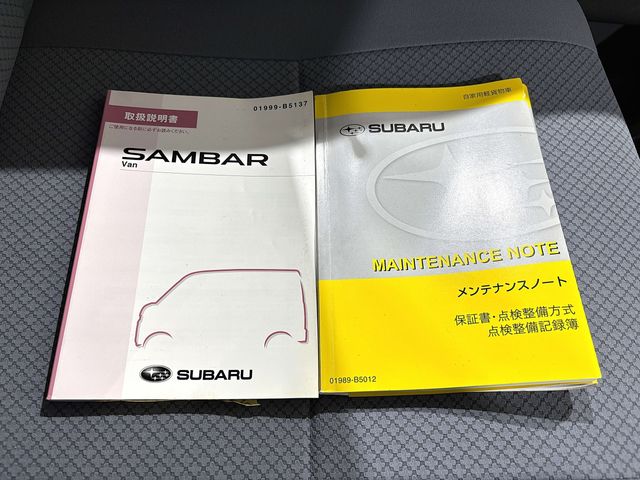 01999-B5137
取扱説明書
ご使用になる前に必ずお読みください。
SAMBAR
Van
SUBARU
自家用軽貨物車
SUBARU
MAINTENANCE NOTE
メンテナンスノート
保証書・点検整備方式
点検整備記録簿
01989-B5012